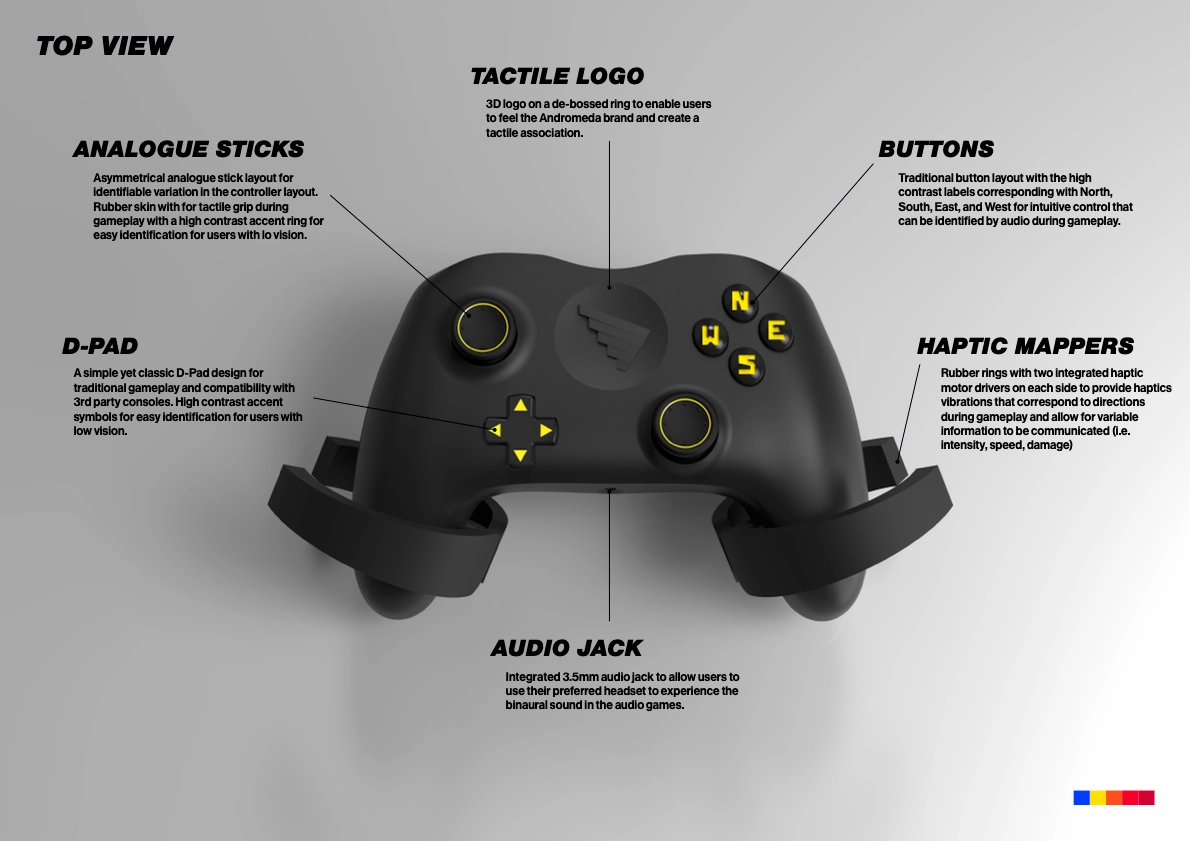 TOP VIEW
TACTILE LOGO
3D logo on a de-bossed ring to enable users
to feel the Andromeda brand and create a
tactile association.
ANALOGUE STICKS
Asymmetrical analogue stick layout for
identifiable variation in the controller layout.
Rubber skin with for tactile grip during
gameplay with a high contrast accent ring for
easy identification for users with lo vision.
BUTTONS
Traditional button layout with the high
contrast labels corresponding with North,
South, East, and West for intuitive control that
can be identified by audio during gameplay.
N
W
E
S
D-PAD
A simple yet classic D-Pad design for
traditional gameplay and compatibility with
3rd party consoles. High contrast accent
symbols for easy identification for users with
low vision.
HAPTIC MAPPERS
Rubber rings with two integrated haptic
motor drivers on each side to provide haptics
vibrations that correspond to directions
during gameplay and allow for variable
information to be communicated (i.e.
intensity, speed, damage)
AUDIO JACK
Integrated 3.5mm audio jack to allow users to
use their preferred headset to experience the
binaural sound in the audio games.